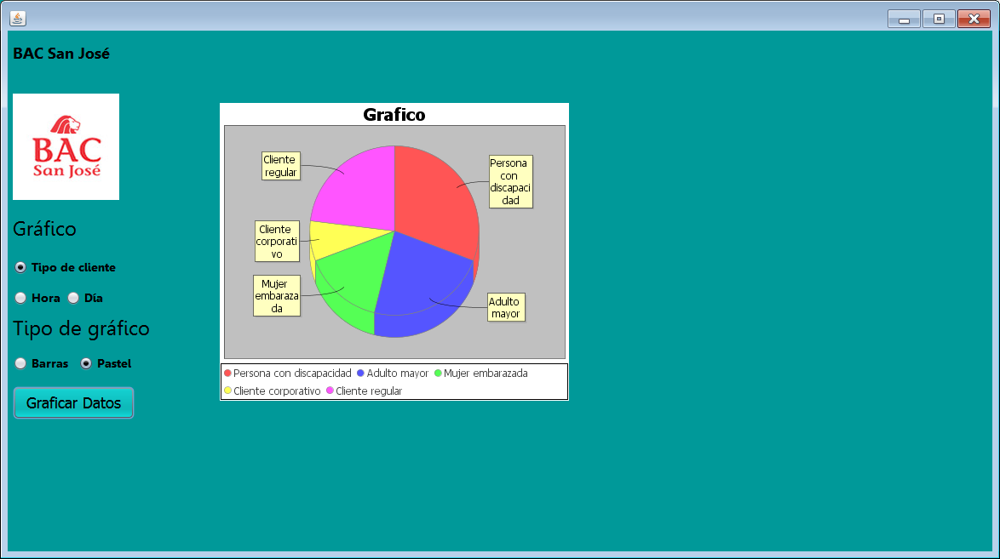 BAC San José
BAC
San José
Gráfico
Tipo de cliente
Hora Día
Tipo de gráfico
Barras Pastel
Graficar Datos
Grafico
Cliente
regular
Persona
con
discapaci
dad
Cliente
corporati
vo
Mujer
embaraza
da
Adulto
mayor
Persona con discapacidad Adulto mayor Mujer embarazada
Cliente corporativo Cliente regular